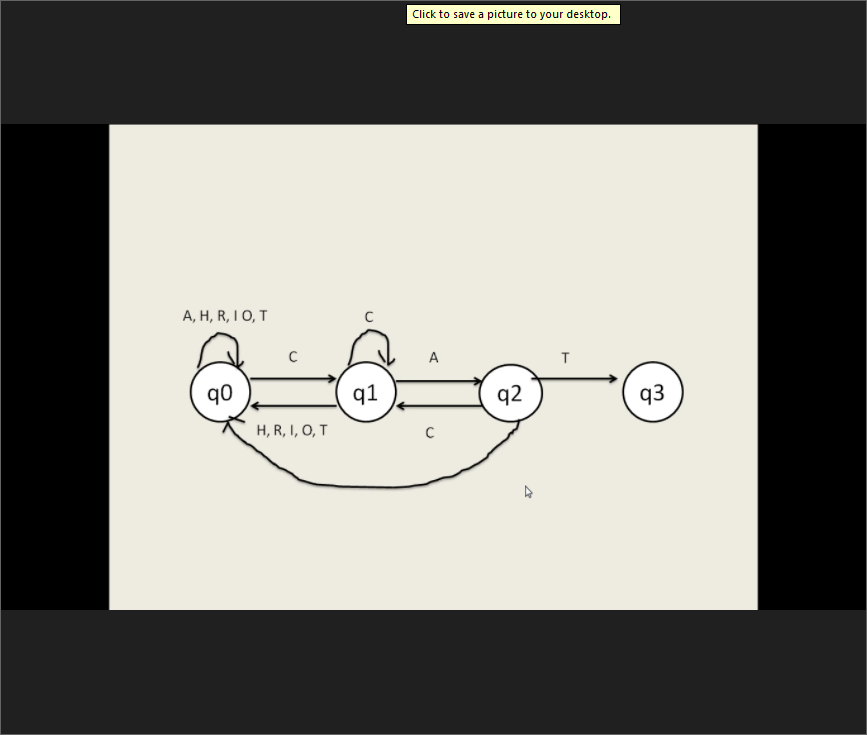 Click to save a picture to your desktop.
A, H, R, I O, T
C
C
A
T
q0
q1
q2
q3
H, R, I, O, T
C